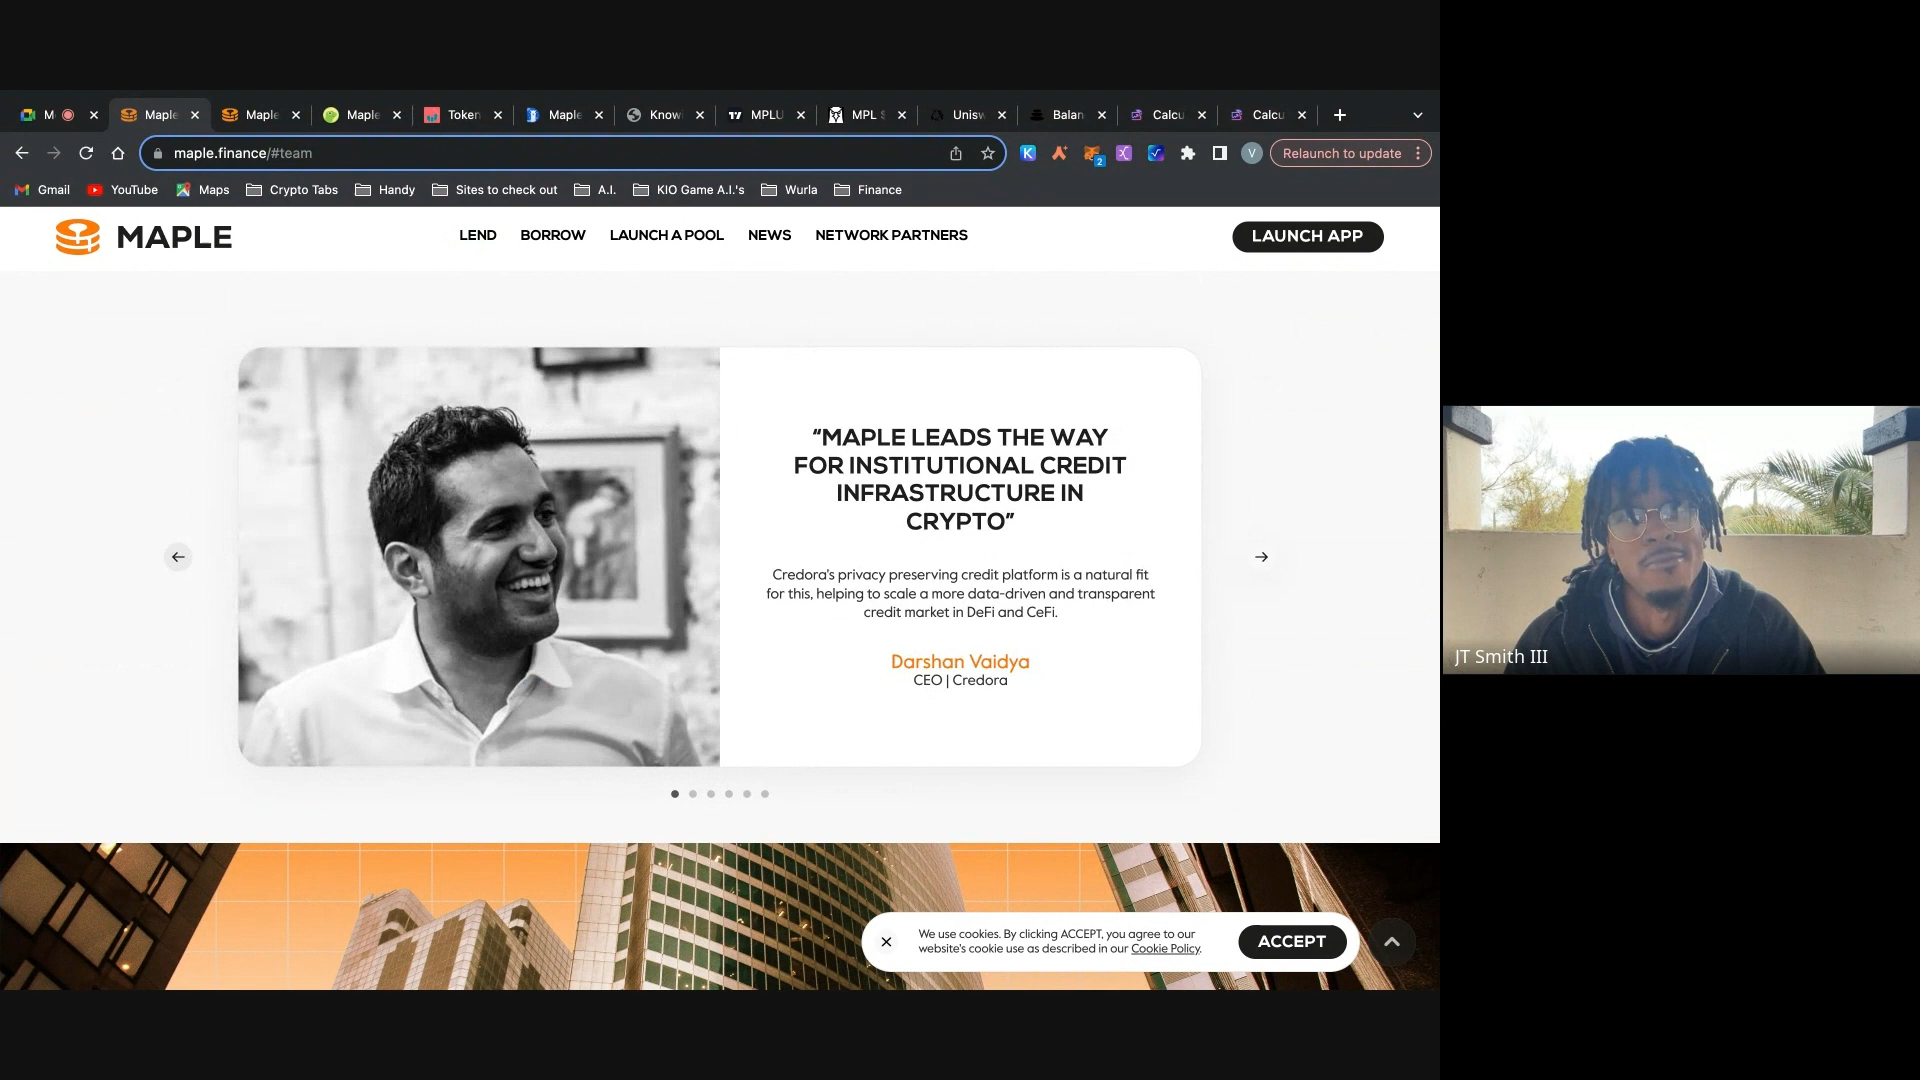 M
Maple
Maple
Maple
Token
Maple
Know
MPLU
MPL S
Unisw
Balan
Calcu
Calcu
maple.finance/#team
2
V
Relaunch to update
Gmail
YouTube
Maps
Crypto Tabs
Handy
Sites to check out
A.I.
KIO Game A.I.'s
Wurla
Finance
MAPLE
LEND
BORROW
LAUNCH A POOL
NEWS
NETWORK PARTNERS
LAUNCH APP
“MAPLE LEADS THE WAY
FOR INSTITUTIONAL CREDIT
INFRASTRUCTURE IN
CRYPTO”
Credora's privacy preserving credit platform is a natural fit
for this, helping to scale a more data-driven and transparent
credit market in DeFi and CeFi.
Darshan Vaidya
CEO | Credora
JT Smith III
We use cookies. By clicking ACCEPT, you agree to our
website's cookie use as described in our Cookie Policy.
ACCEPT